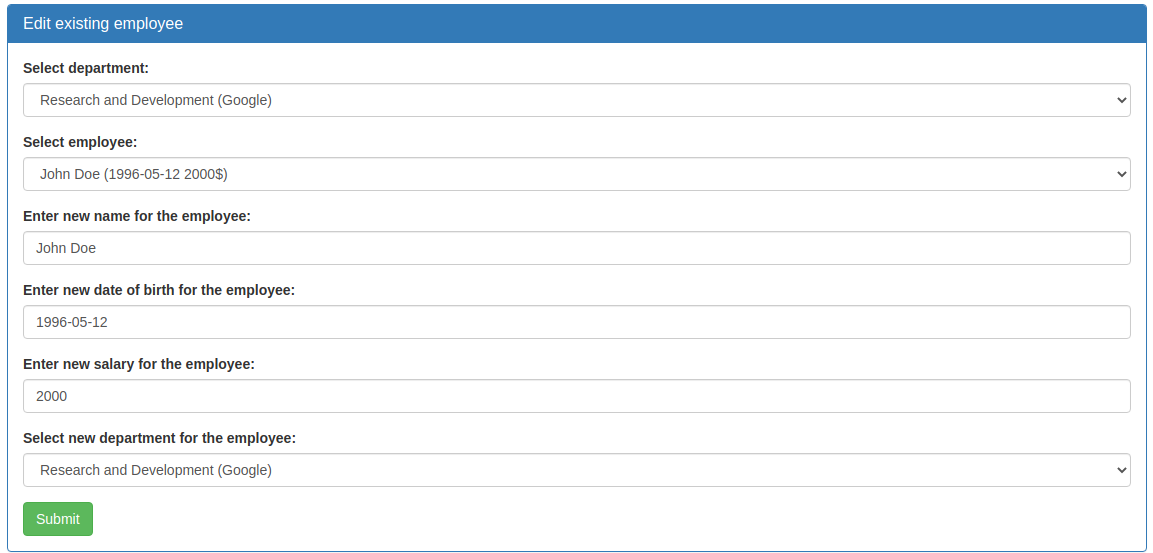 Edit existing employee
Select department:
Research and Development (Google)
Select employee:
John Doe (1996-05-12 2000$)
Enter new name for the employee:
John Doe
Enter new date of birth for the employee:
1996-05-12
Enter new salary for the employee:
2000
Select new department for the employee:
Research and Development (Google)
Submit